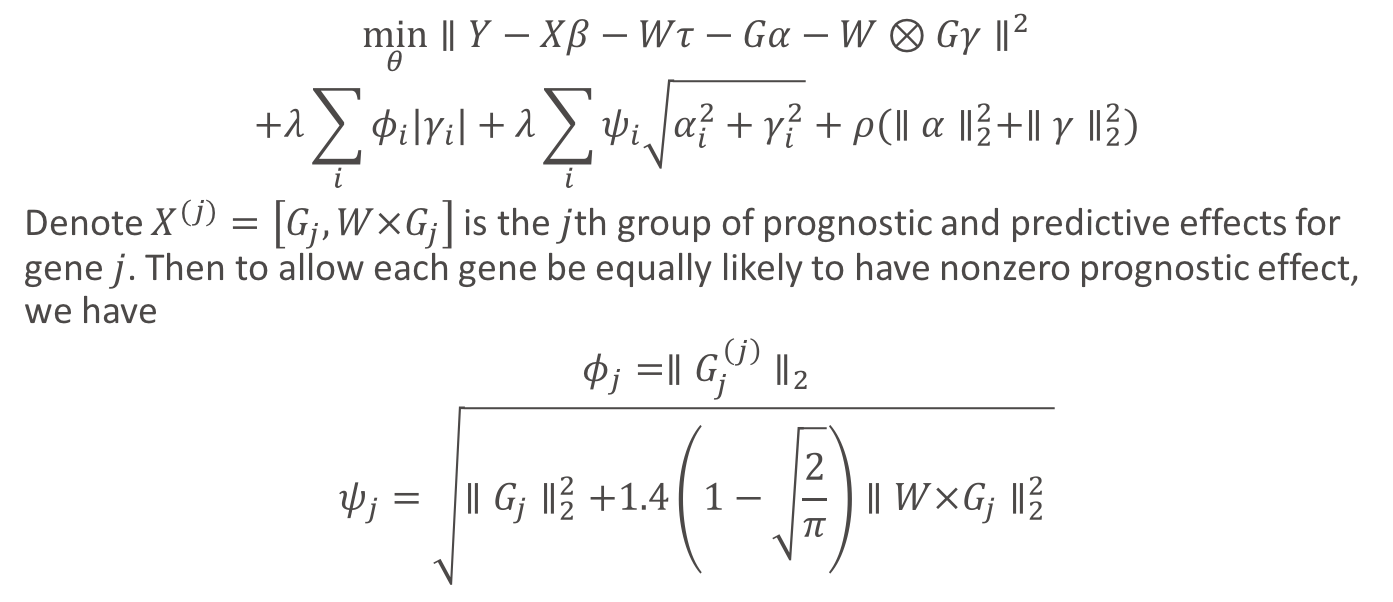 min_θ ‖ Y − Xβ − Wτ − Gα − W ⊗ Gγ ‖²
+λ ∑_i ϕ_i|γ_i| + λ ∑_i ψ_i √(α_i² + γ_i²) + ρ(‖ α ‖₂²+‖ γ ‖₂²)
Denote X^(j) = [G_j, W×G_j] is the jth group of prognostic and predictive effects for
gene j. Then to allow each gene be equally likely to have nonzero prognostic effect,
we have
ϕ_j =‖ G_j^(j) ‖₂
ψ_j = √(‖ G_j ‖₂² +1.4(1 − √(2/π)) ‖ W×G_j ‖₂²)